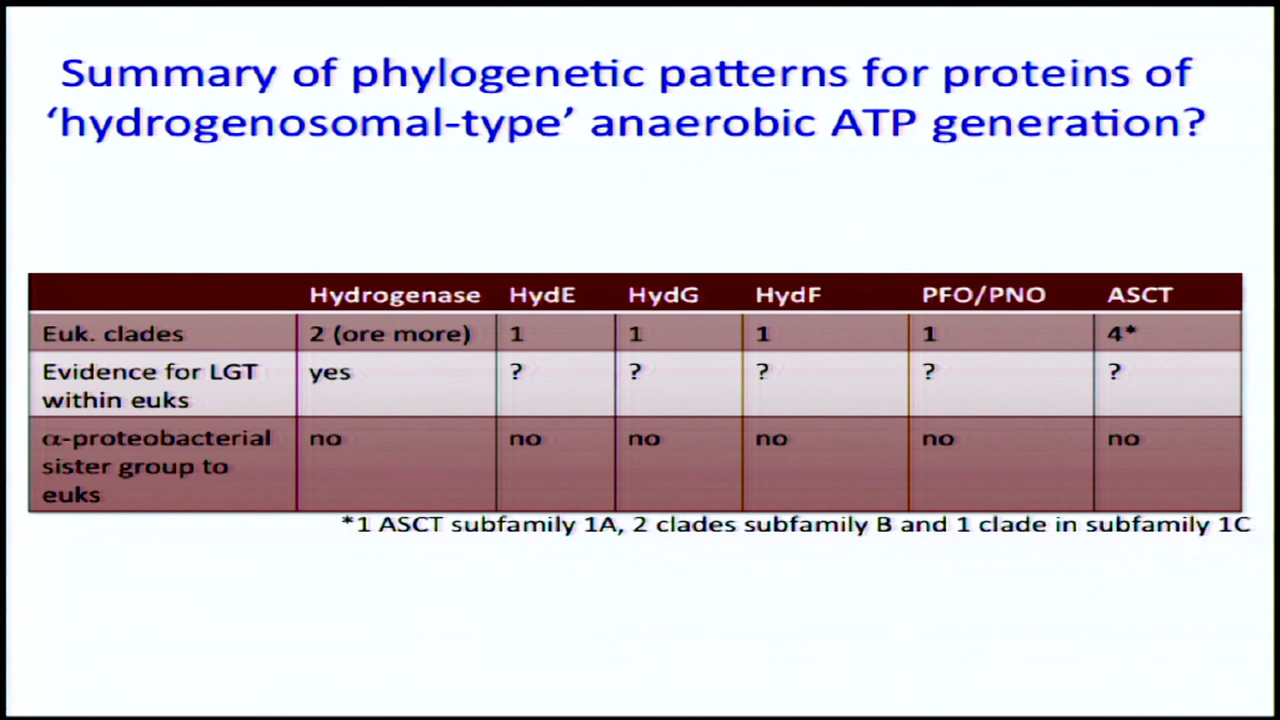 Summary of phylogenetic patterns for proteins of
‘hydrogenosomal-type’ anaerobic ATP generation?
Hydrogenase HydE HydG HydF PFO/PNO ASCT
Euk. clades 2 (ore more) 1 1 1 1 4*
Evidence for LGT yes ? ? ? ? ?
within euks
α-proteobacterial no no no no no no
sister group to
euks
*1 ASCT subfamily 1A, 2 clades subfamily B and 1 clade in subfamily 1C